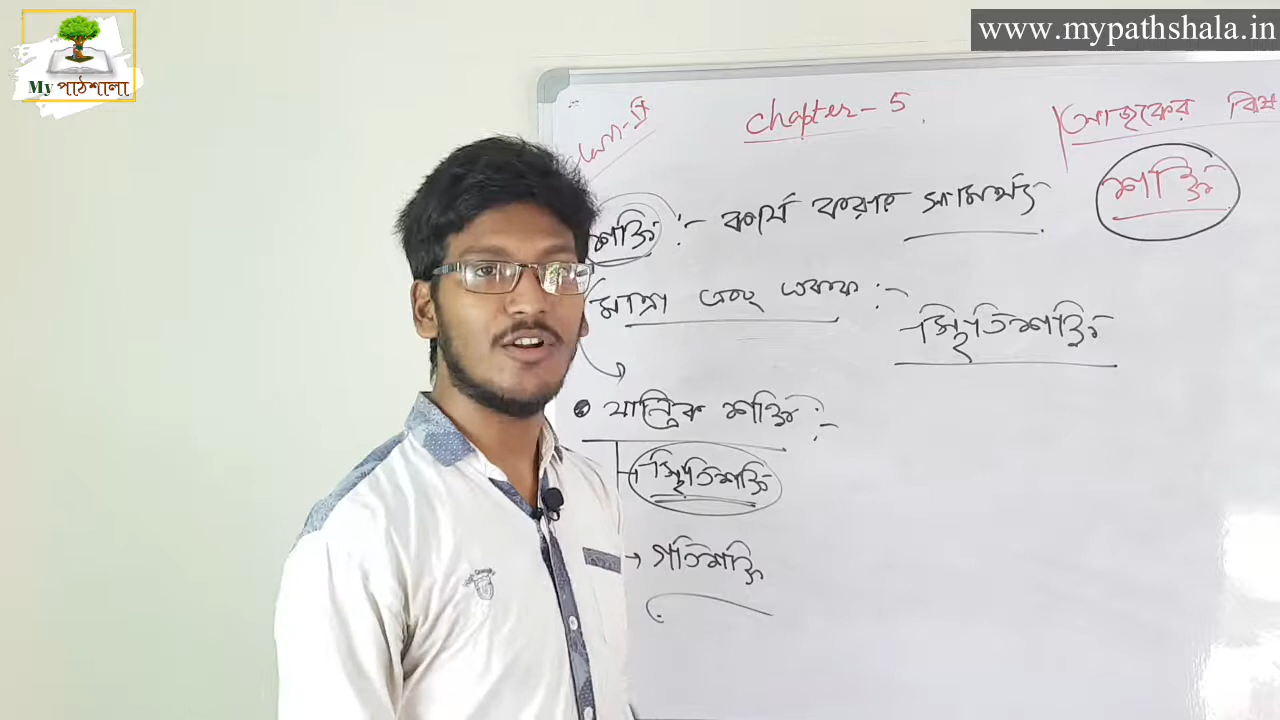 www.mypathshala.in
My পাঠশালা
chapter - 5
আজকের
শক্তি
শক্তি :- কার্য করার সামর্থ্য
মাত্রা এবং একক :-
স্থিতিশক্তি
• যান্ত্রিক শক্তি :-
→ স্থিতিশক্তি
→ গতিশক্তি